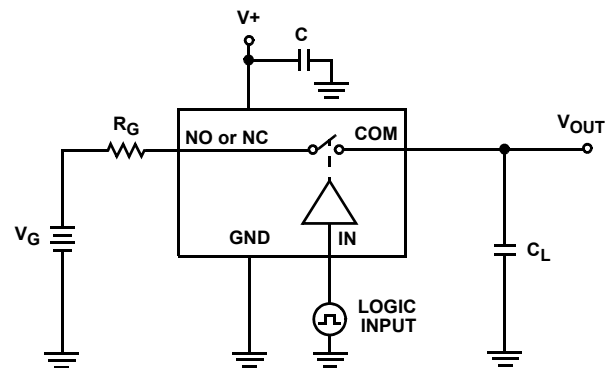 V+
C
RG
NO or NC
COM
VOUT
VG
GND
IN
CL
LOGIC
INPUT